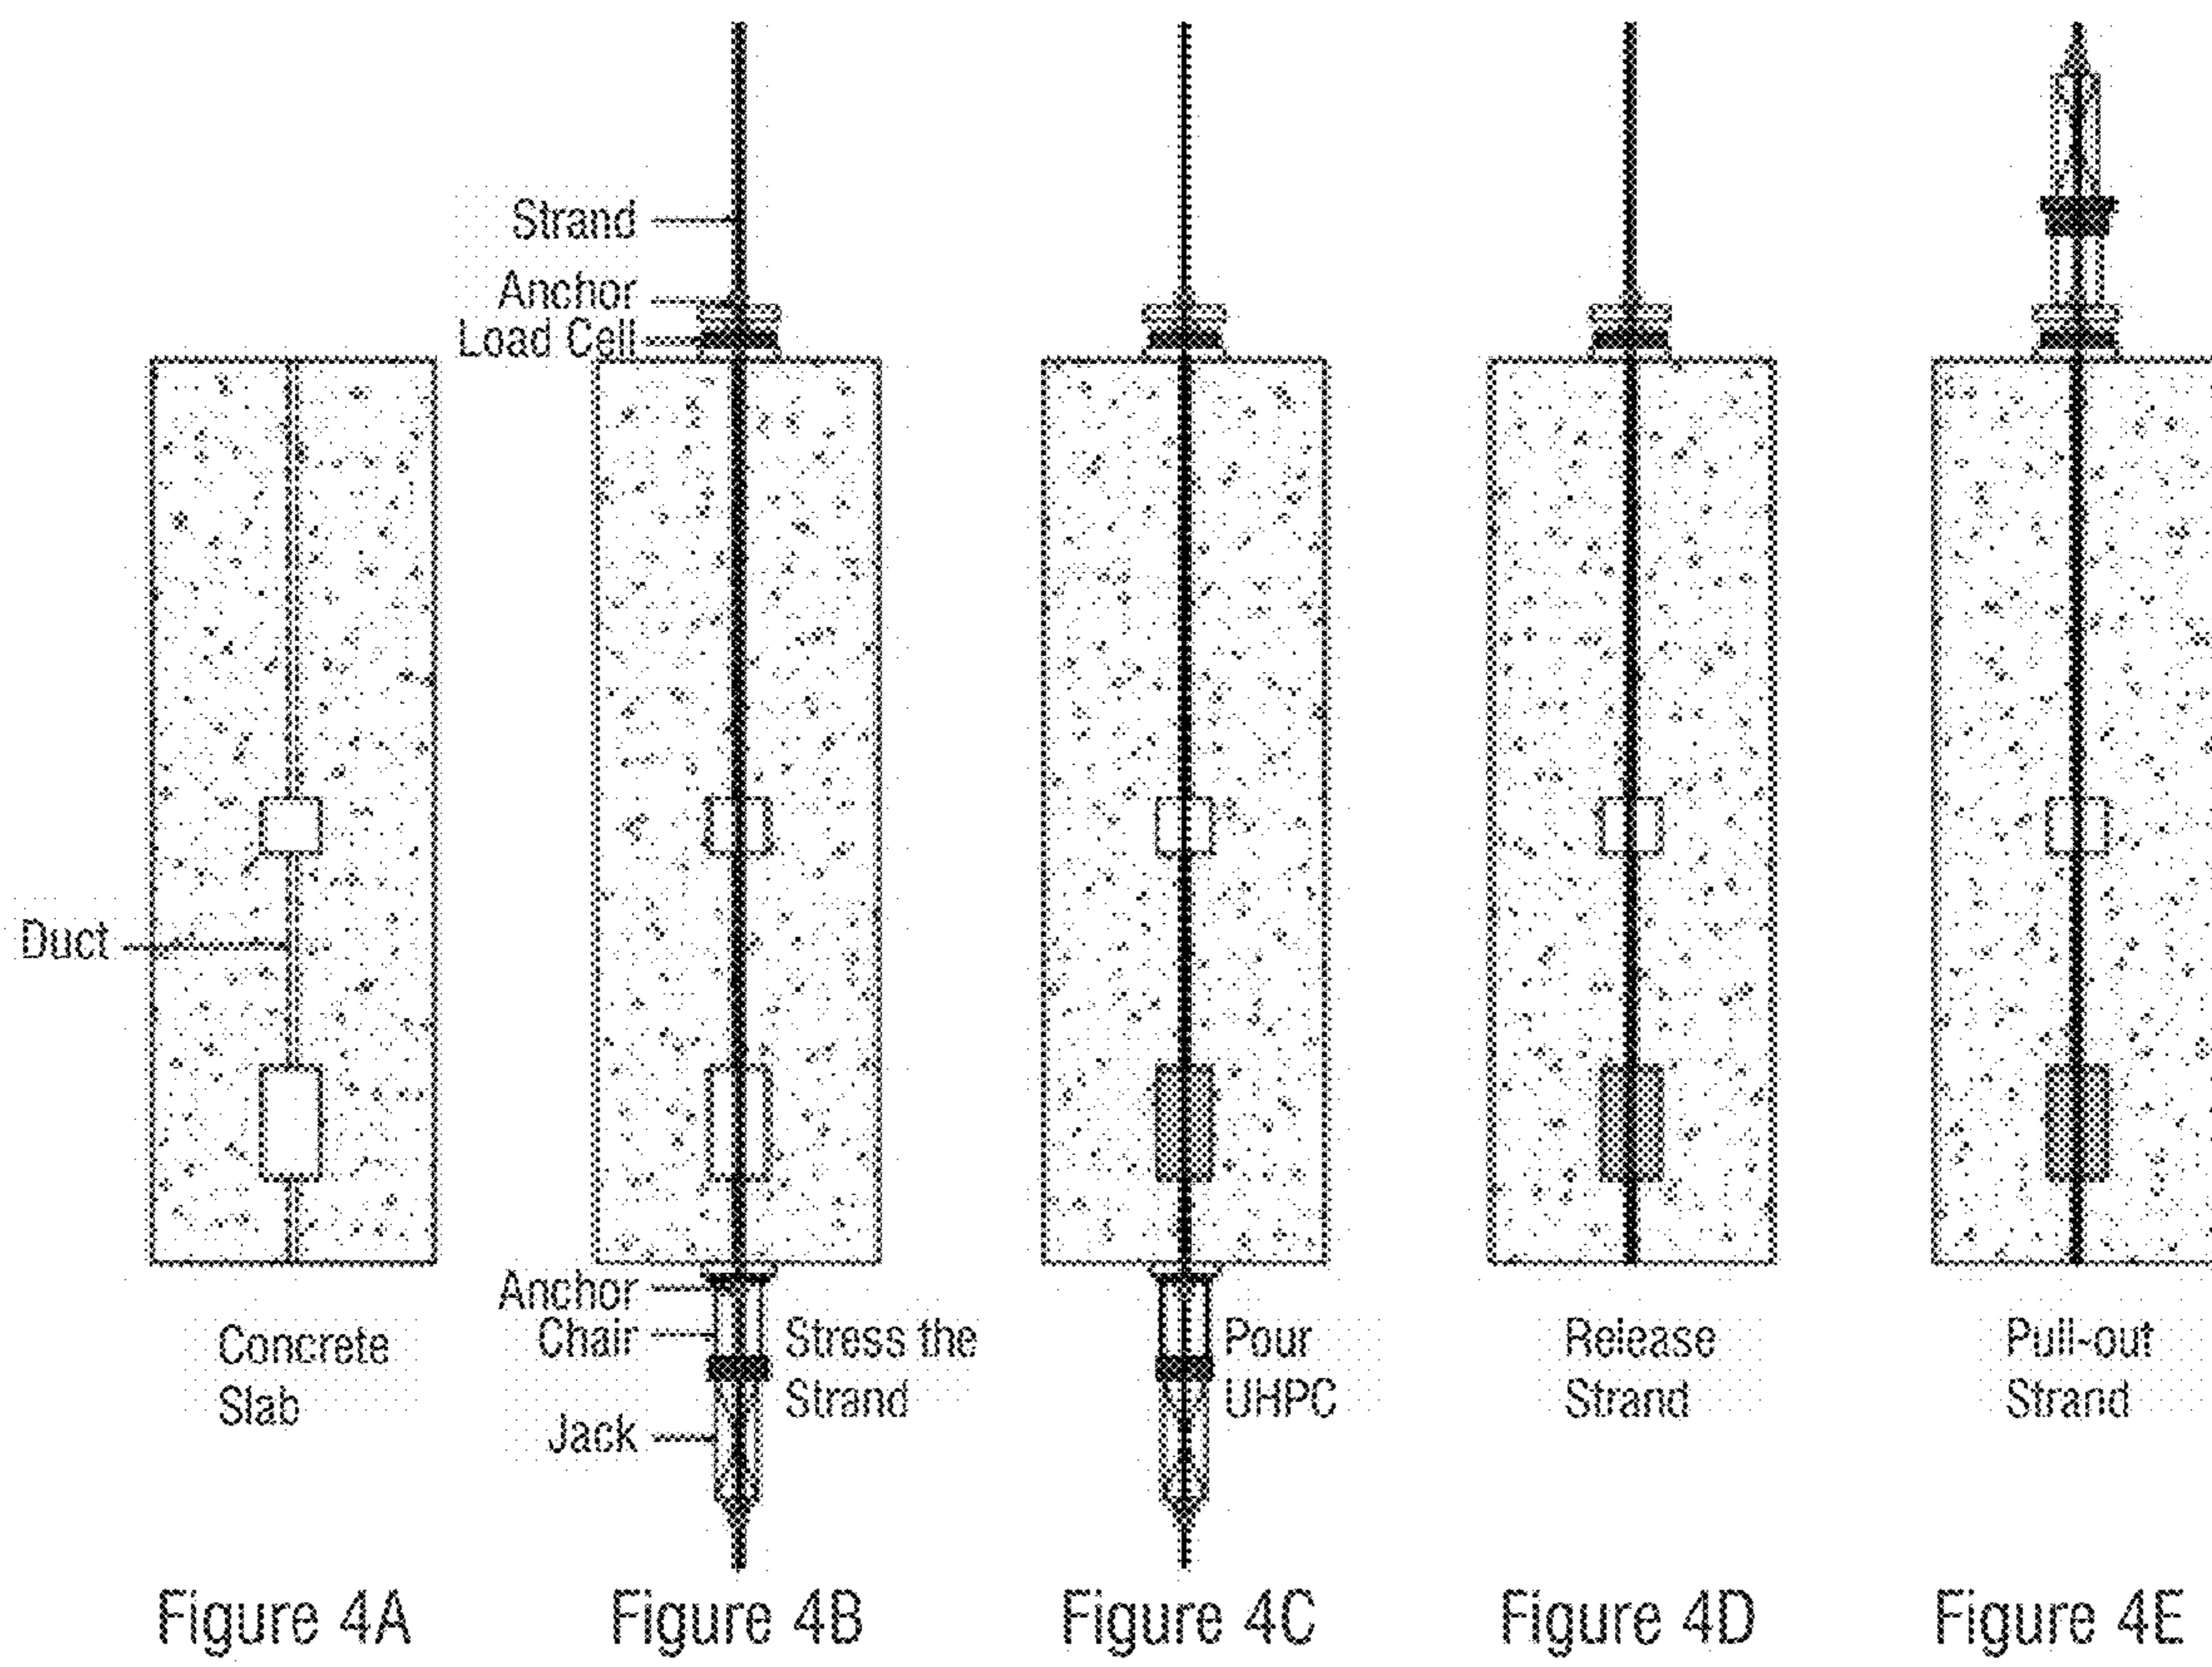 Strand
Anchor
Load Cell
Duct
Anchor
Chair
Jack
Concrete
Slab
Stress the
Strand
Pour
UHPC
Release
Strand
Pull-out
Strand
Figure 4A
Figure 4B
Figure 4C
Figure 4D
Figure 4E